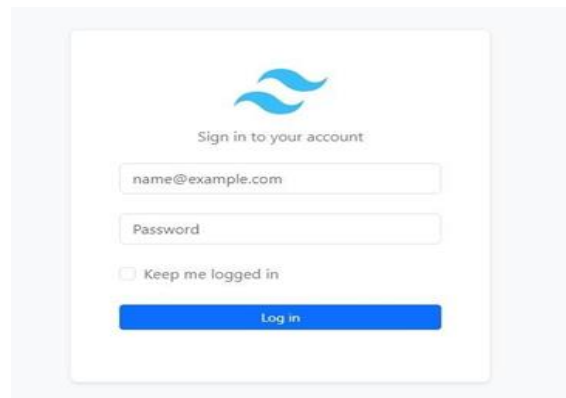 Sign in to your account
name@example.com
Password
Keep me logged in
Log in